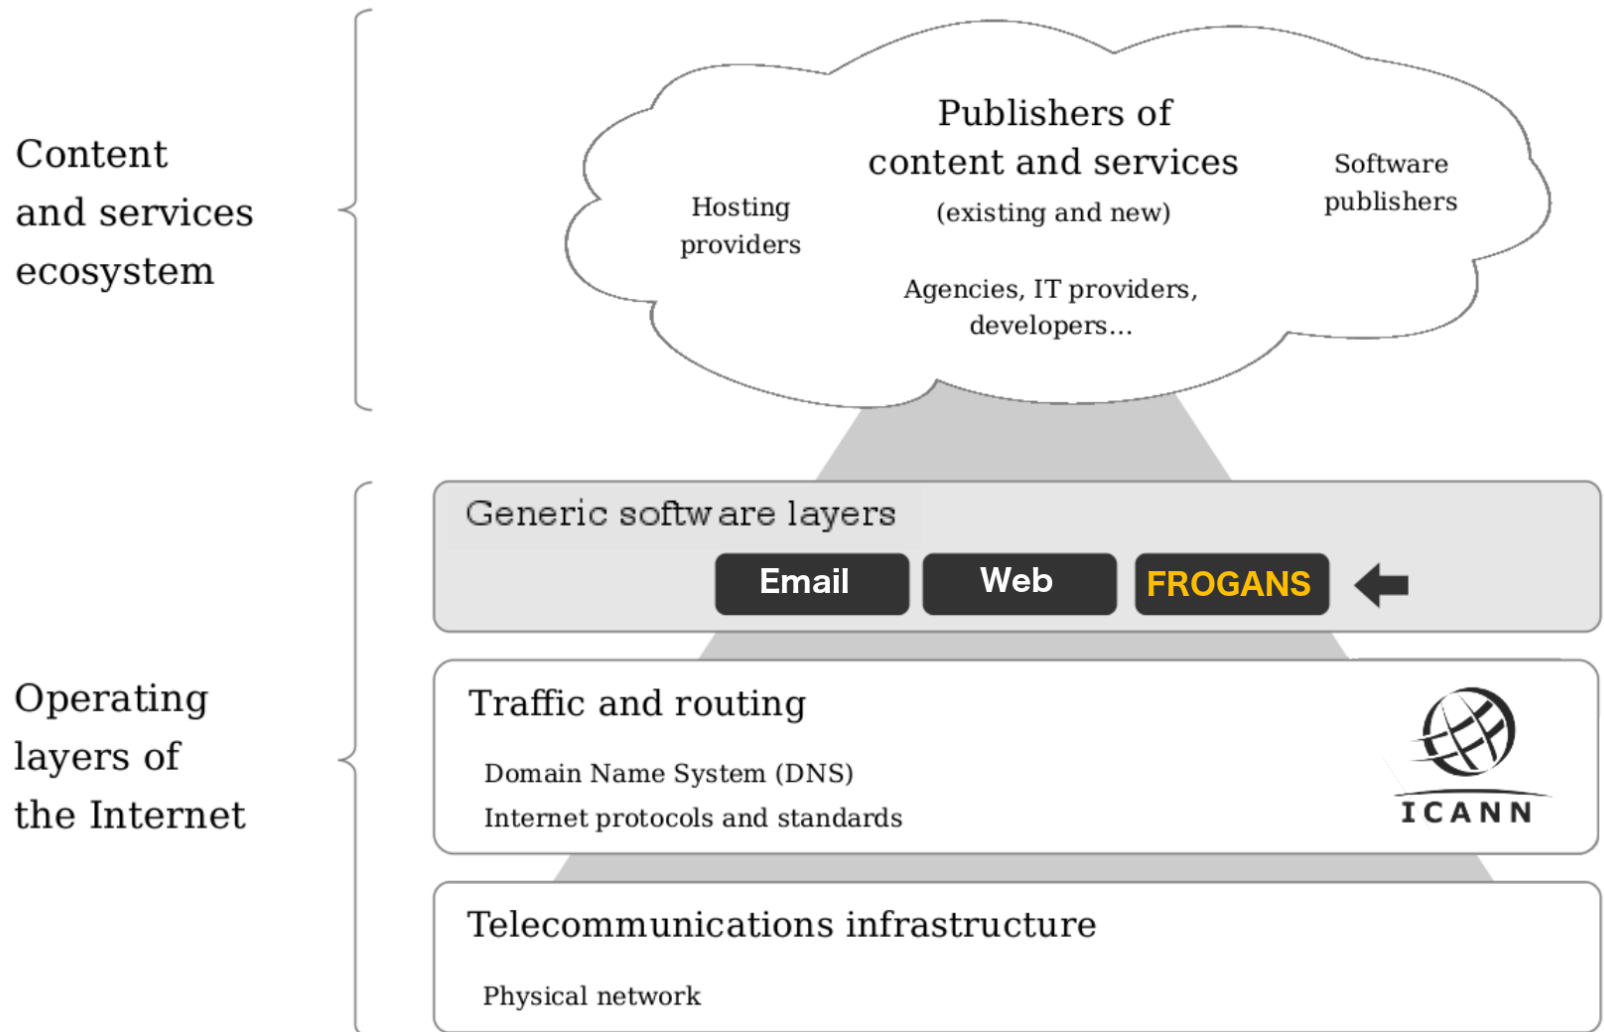 Content
and services
ecosystem
Publishers of
content and services
(existing and new)
Hosting
providers
Software
publishers
Agencies, IT providers,
developers...
Operating
layers of
the Internet
Generic software layers
Email
Web
FROGANS
Traffic and routing
Domain Name System (DNS)
Internet protocols and standards
ICANN
Telecommunications infrastructure
Physical network